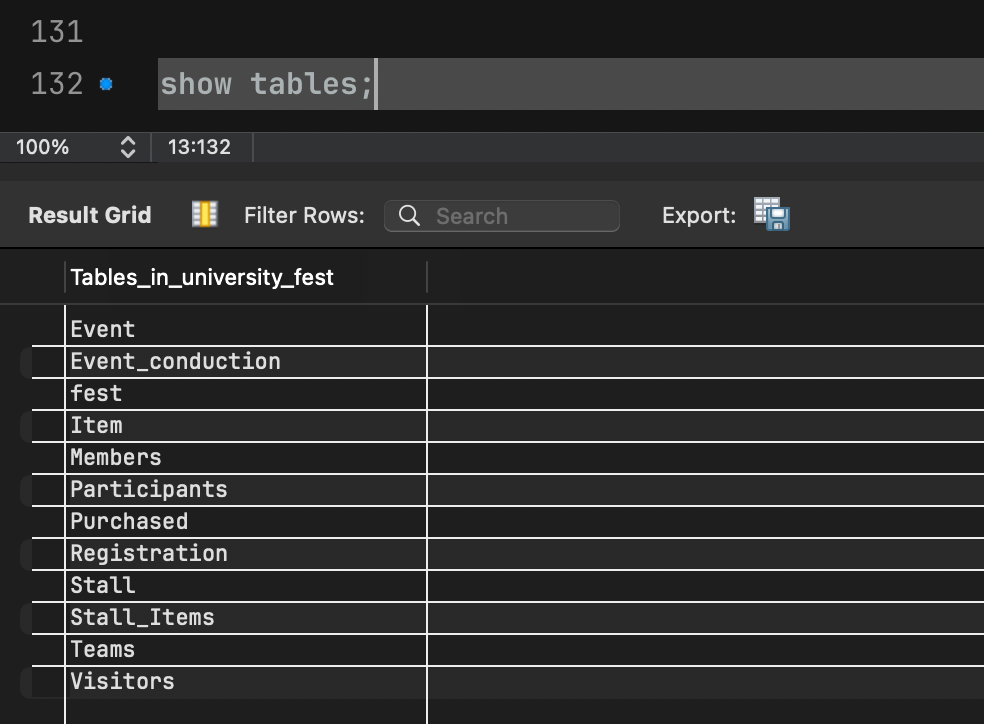 131
132 show tables;
100% 13:132
Result Grid Filter Rows: Search Export:
Tables_in_university_fest
Event
Event_conduction
fest
Item
Members
Participants
Purchased
Registration
Stall
Stall_Items
Teams
Visitors